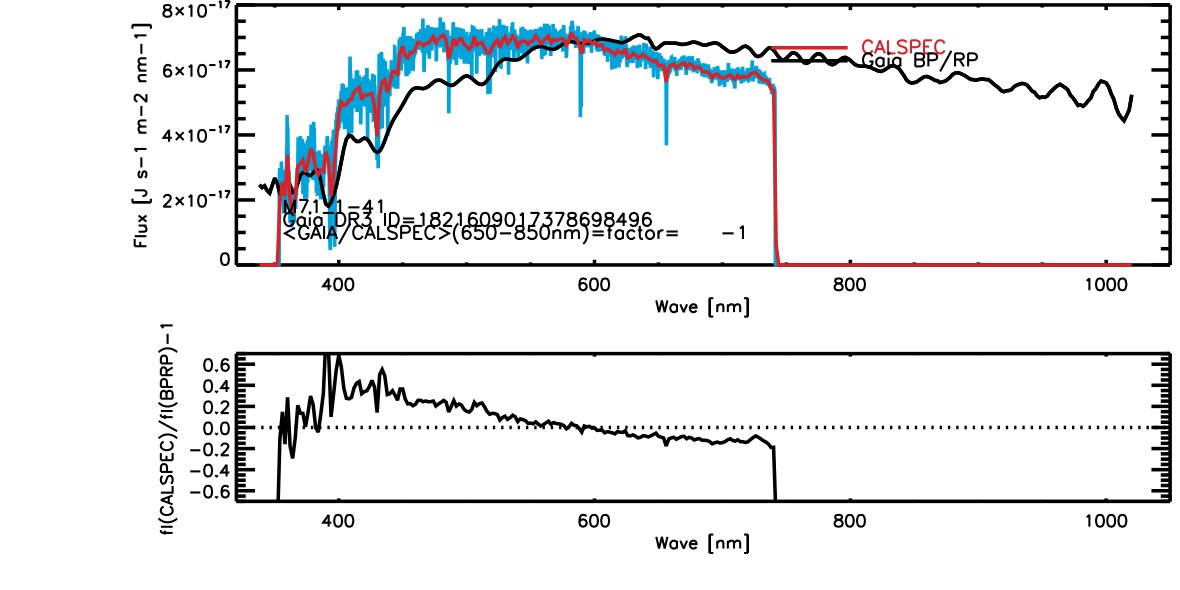 8×10−17
6×10−17
4×10−17
2×10−17
0
Flux [J s−1 m−2 nm−1]
CALSPEC
Gaia BP/RP
M71−1−41
Gaia DR3 ID=1821609017378698496
<GAIA/CALSPEC>(650−850nm)=factor= −1
400 600 800 1000
Wave [nm]
0.6
0.4
0.2
0.0
−0.2
−0.4
−0.6
fl(CALSPEC)/fl(BPRP)−1
400 600 800 1000
Wave [nm]